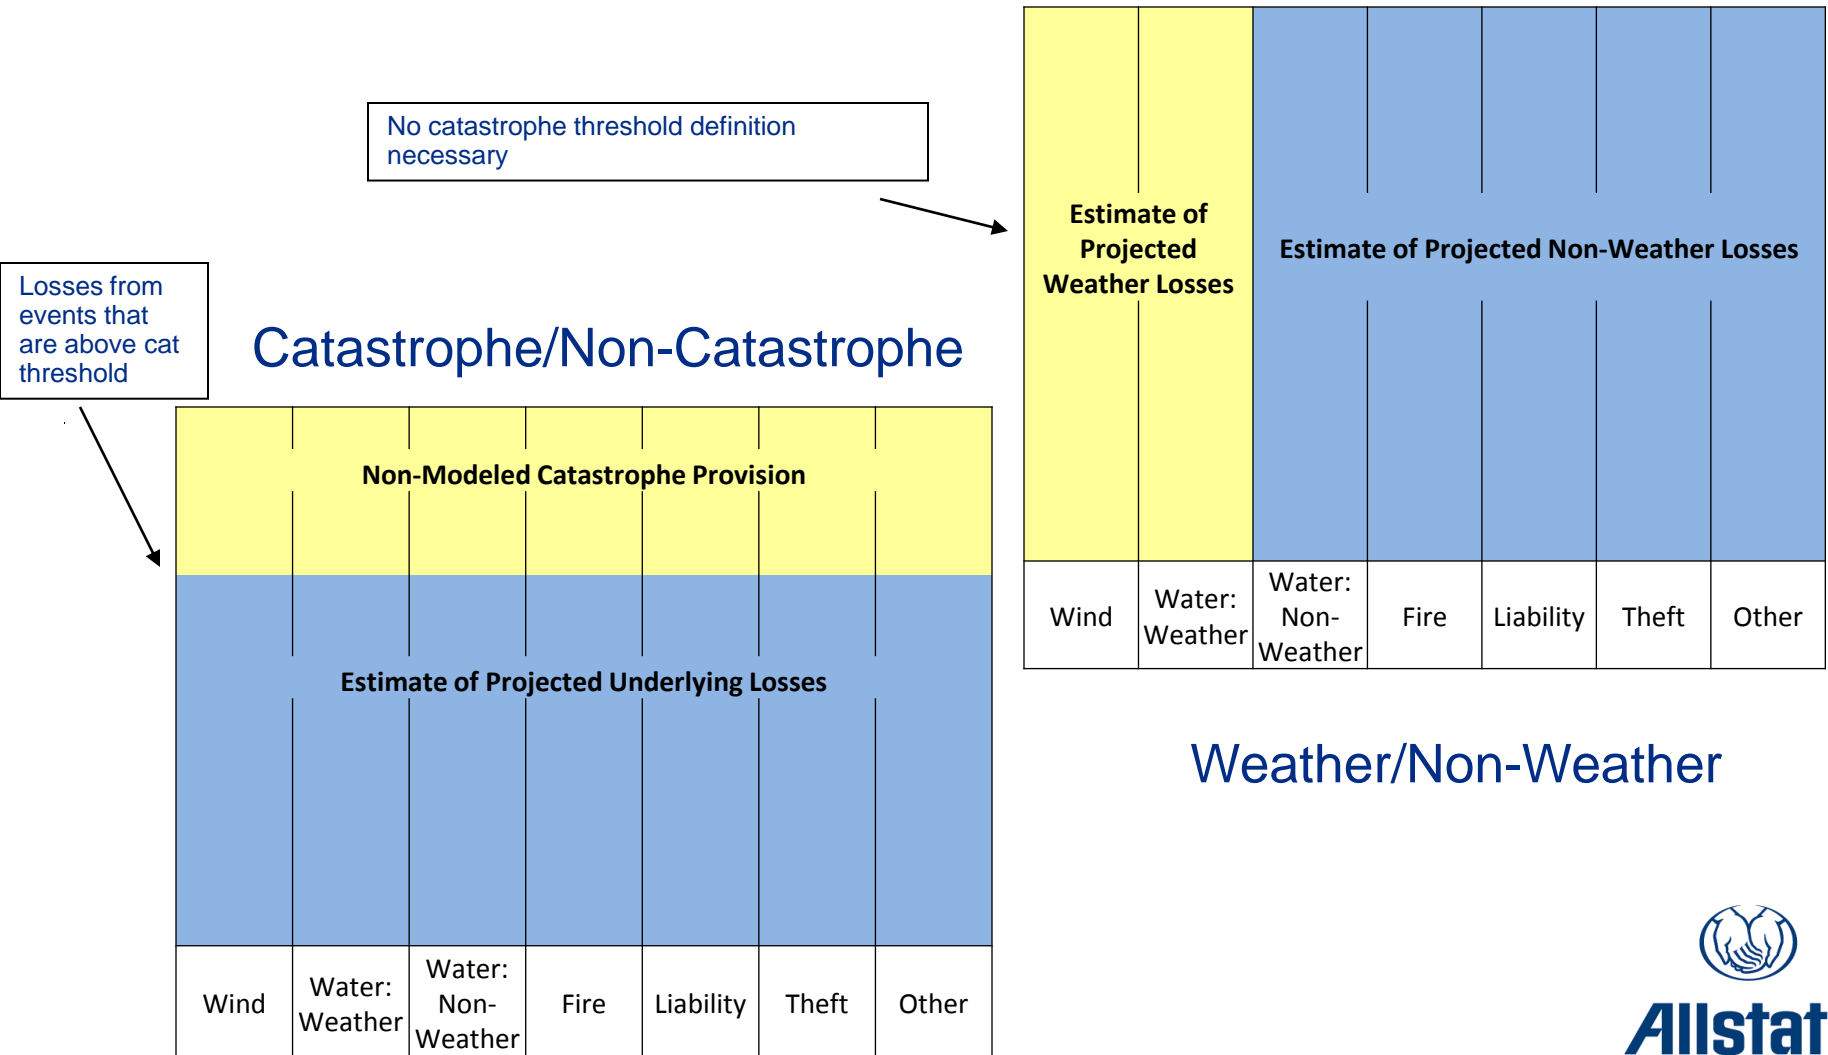 No catastrophe threshold definition
necessary
Estimate of
Projected
Weather Losses
Estimate of Projected Non-Weather Losses
Wind
Water:
Weather
Water:
Non-
Weather
Fire
Liability
Theft
Other
Weather/Non-Weather
Losses from
events that
are above cat
threshold
Catastrophe/Non-Catastrophe
Non-Modeled Catastrophe Provision
Estimate of Projected Underlying Losses
Wind
Water:
Weather
Water:
Non-
Weather
Fire
Liability
Theft
Other
Allstat